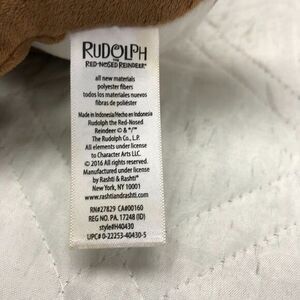 RUDOLPH
THE
RED-NOSED REINDEER®
all new materials
polyester fibers
todos los materiales nuevos
fibras de poliéster
Made in Indonesia/Hecho en Indonesia
Rudolph the Red-Nosed
Reindeer © & ®/™
The Rudolph Co., L.P.
All elements under license
to Character Arts LLC.
© 2016 All rights reserved.
Manufactured under license
by Rashti & Rashti®
New York, NY 10001
www.rashtiandrashti.com
RN#27829 CA#00160
REG NO. PA. 17248 (ID)
style#H40430
UPC# 0-22253-40430-5